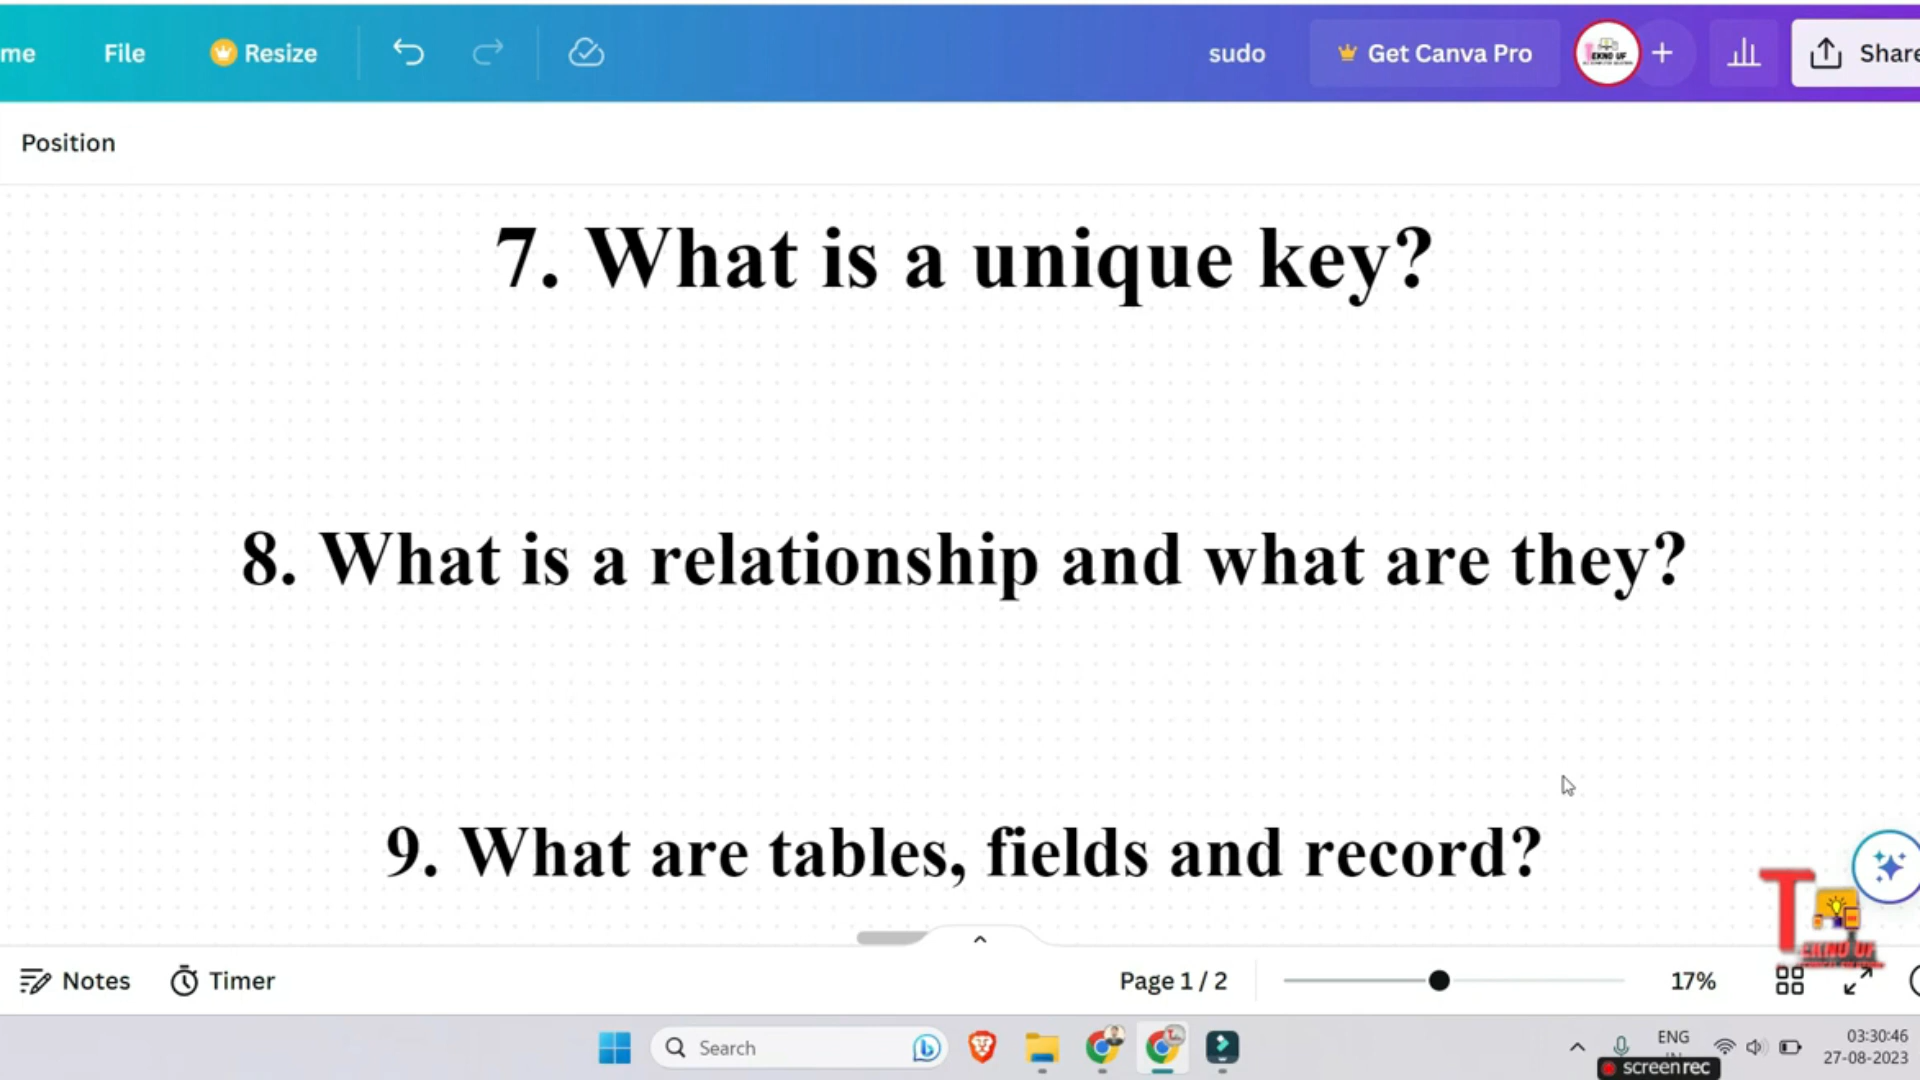 me File Resize sudo Get Canva Pro Share
Position
7. What is a unique key?
8. What is a relationship and what are they?
9. What are tables, fields and record?
Notes Timer Page 1 / 2 17%
Search ENG 03:30:46
27-08-2023
screenrec